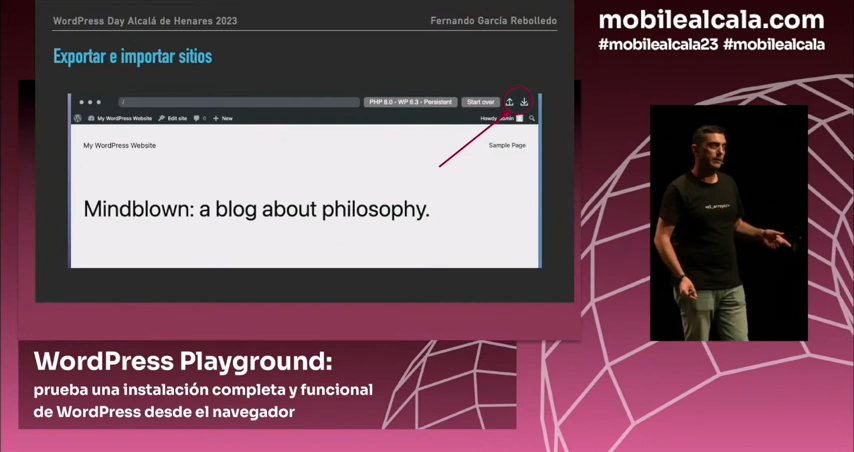 WordPress Day Alcalá de Henares 2023
Fernando García Rebolledo
Exportar e importar sitios
/
PHP 8.0 - WP 6.3 - Persistent
Start over
My WordPress Website
Edit site
0
New
Howdy, admin
My WordPress Website
Sample Page
Mindblown: a blog about philosophy.
WordPress Playground:
prueba una instalación completa y funcional
de WordPress desde el navegador
mobilealcala.com
#mobilealcala23 #mobilealcala